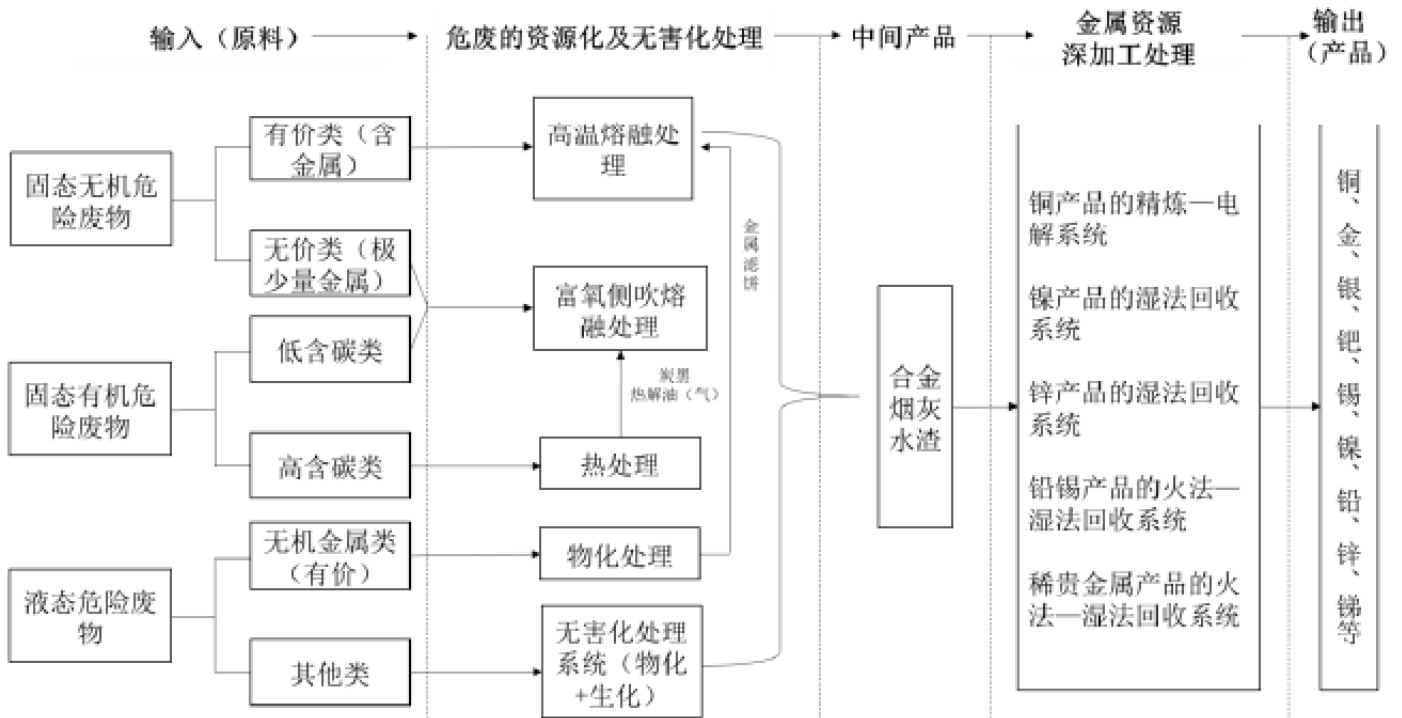 输入（原料）
危废的资源化及无害化处理
中间产品
金属资源
深加工处理
输出
（产品）
固态无机危
险废物
有价类（含
金属）
无价类（极
少量金属）
固态有机危
险废物
低含碳类
高含碳类
液态危险废
物
无机金属类
（有价）
其他类
高温熔融处
理
富氧侧吹熔
融处理
炭黑
热解油（气）
热处理
物化处理
无害化处理
系统（物化
+生化）
金属滤饼
合金
烟灰
水渣
铜产品的精炼—电
解系统
镍产品的湿法回收
系统
锌产品的湿法回收
系统
铅锡产品的火法—
湿法回收系统
稀贵金属产品的火
法—湿法回收系统
铜、金、银、钯、锡、镍、铅、锌、锑等